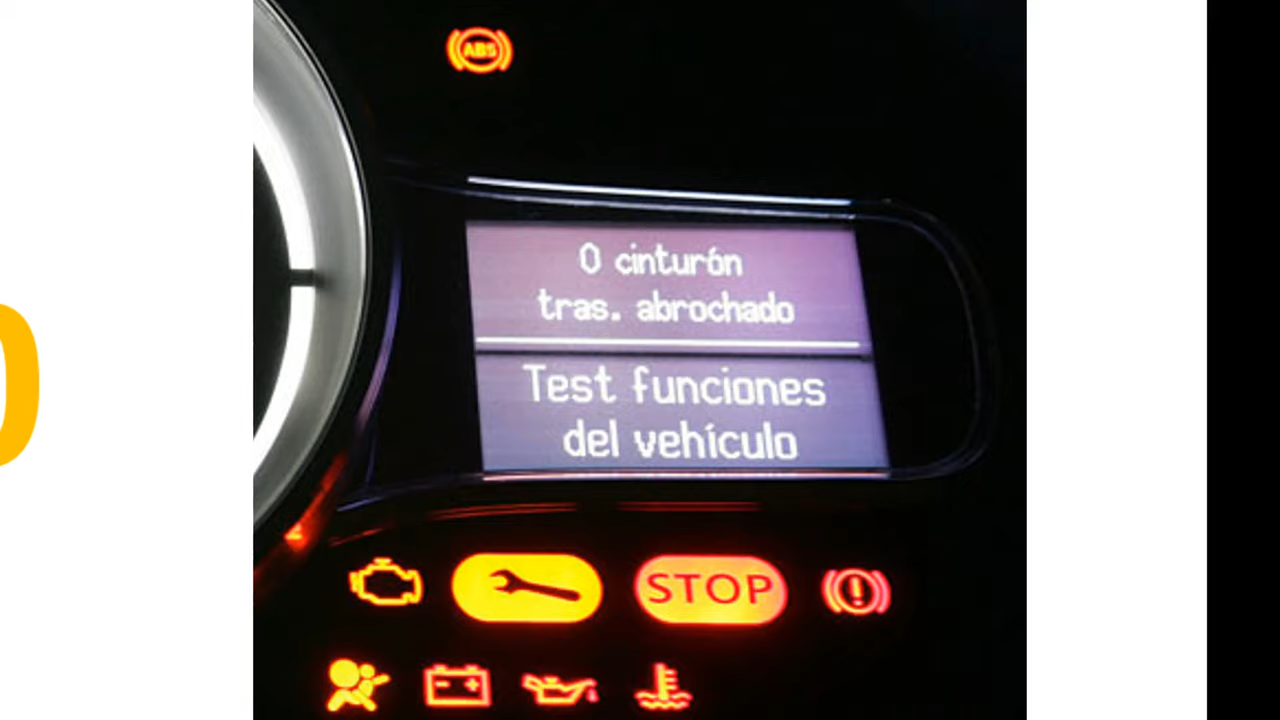 ABS
0 cinturón
tras. abrochado
Test funciones
del vehículo
STOP